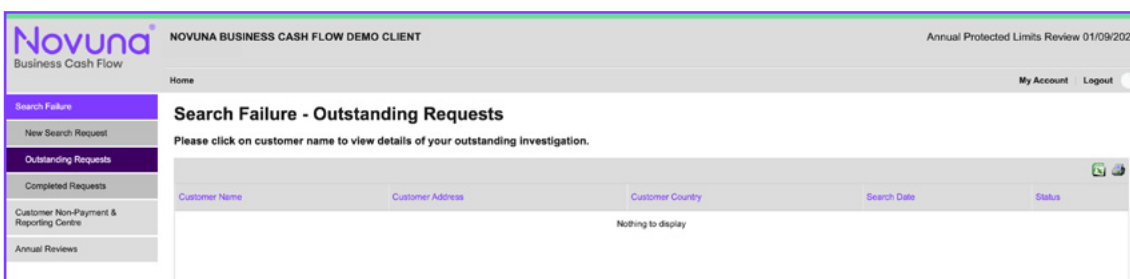 Novuna
Business Cash Flow
NOVUNA BUSINESS CASH FLOW DEMO CLIENT
Annual Protected Limits Review 01/09/202
Home
My Account
Logout
Search Failure
New Search Request
Outstanding Requests
Completed Requests
Customer Non-Payment &
Reporting Centre
Annual Reviews
Search Failure - Outstanding Requests
Please click on customer name to view details of your outstanding investigation.
Customer Name
Customer Address
Customer Country
Search Date
Status
Nothing to display